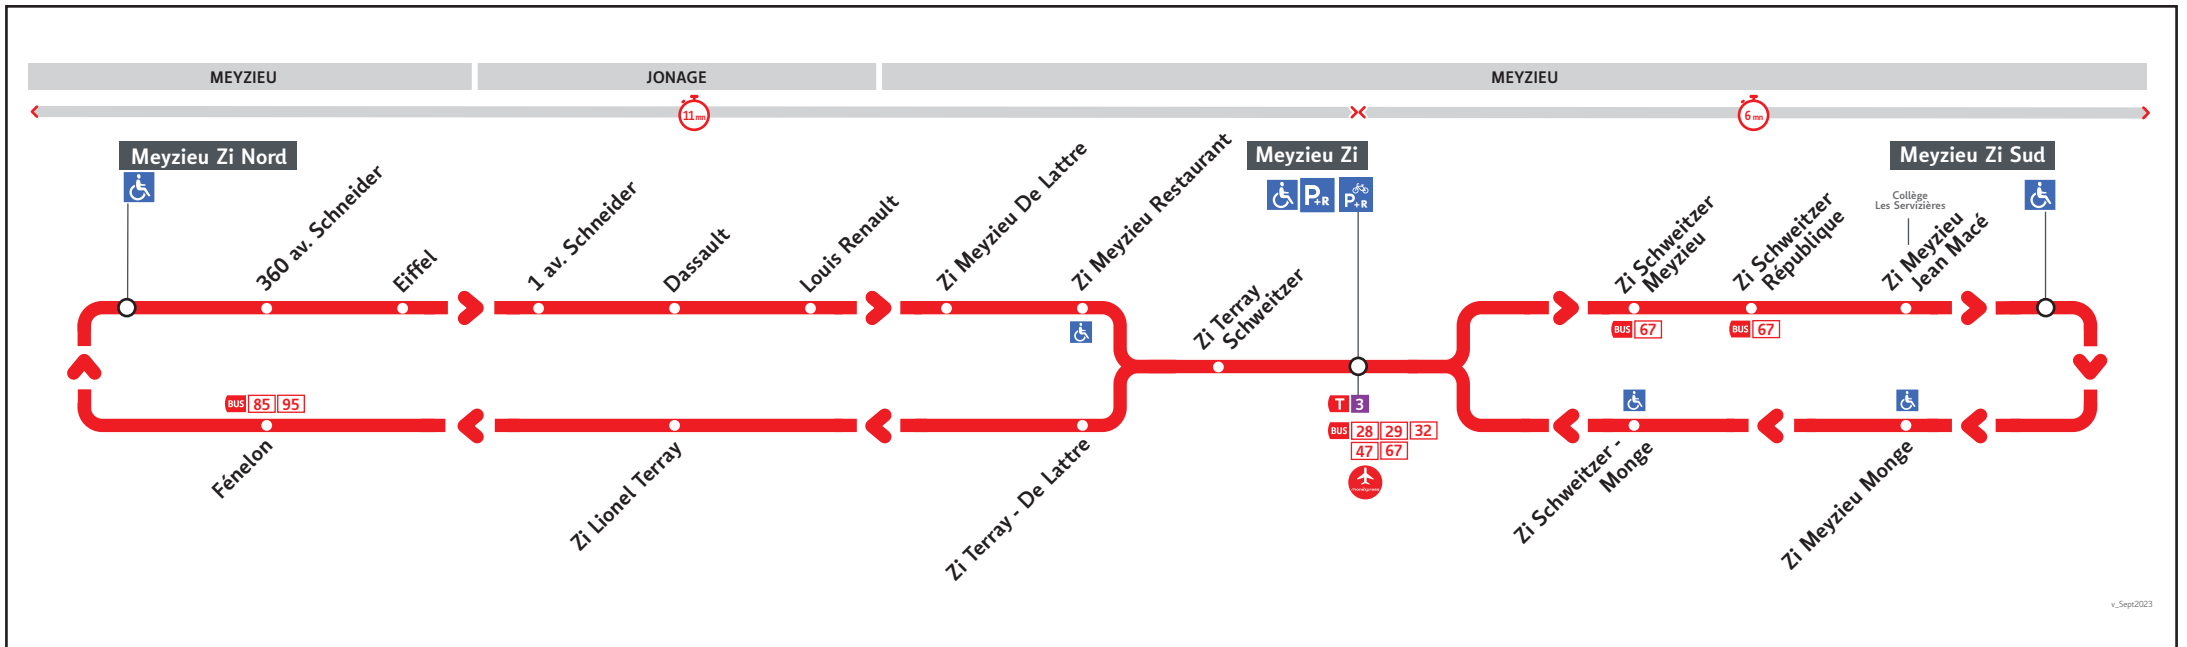 MEYZIEU
JONAGE
MEYZIEU
11 mn
6 mn
Meyzieu Zi Nord
360 av. Schneider
Eiffel
1 av. Schneider
Dassault
Louis Renault
Zi Meyzieu De Lattre
Zi Meyzieu Restaurant
Zi Terray
Schweitzer
Meyzieu Zi
P+R
P+R
Zi Schweitzer
Meyzieu
BUS 67
Zi Schweitzer
République
BUS 67
Collège
Les Servizières
Zi Meyzieu
Jean Macé
Meyzieu Zi Sud
BUS 85 95
Fénelon
Zi Lionel Terray
Zi Terray - De Lattre
T 3
BUS 28 29 32
47 67
Zi Schweitzer -
Monge
Zi Meyzieu Monge
v_Sept2023